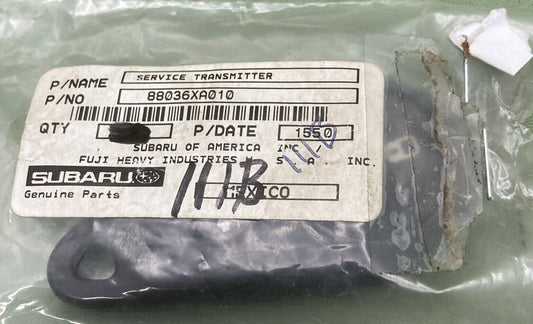 P/NAME SERVICE TRANSMITTER
P/NO 88036XA010
QTY P/DATE 1550
SUBARU OF AMERICA INC
FUJI HEAVY INDUSTRIES S. A. INC.
SUBARU
Genuine Parts MEXICO